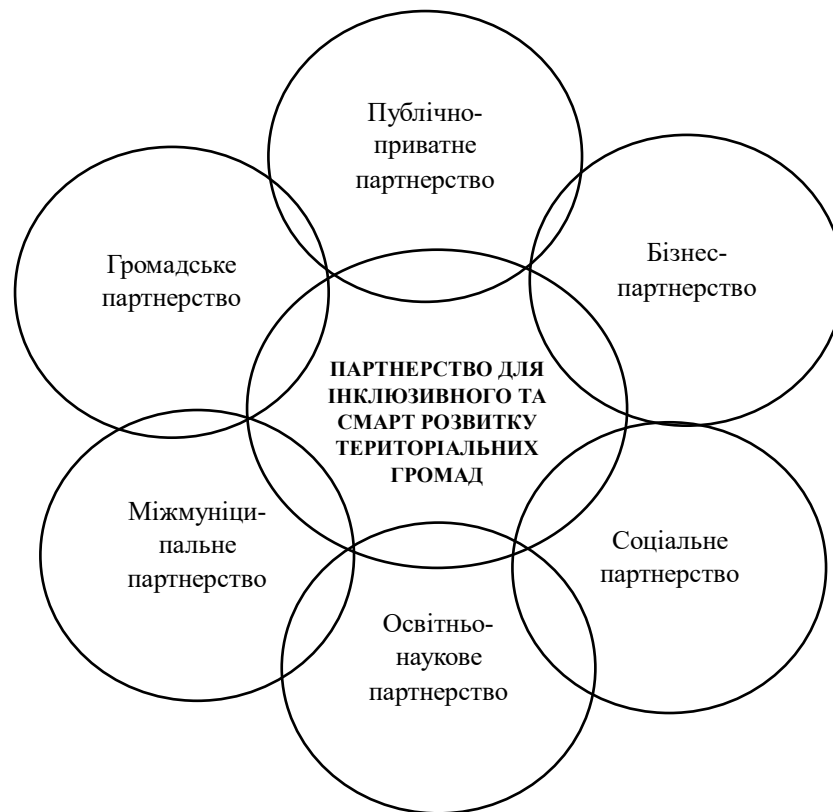 Публічно-
приватне
партнерство
Громадське
партнерство
Бізнес-
партнерство
ПАРТНЕРСТВО ДЛЯ
ІНКЛЮЗИВНОГО ТА
СМАРТ РОЗВИТКУ
ТЕРИТОРІАЛЬНИХ
ГРОМАД
Міжмуніци-
пальне
партнерство
Соціальне
партнерство
Освітньо-
наукове
партнерство